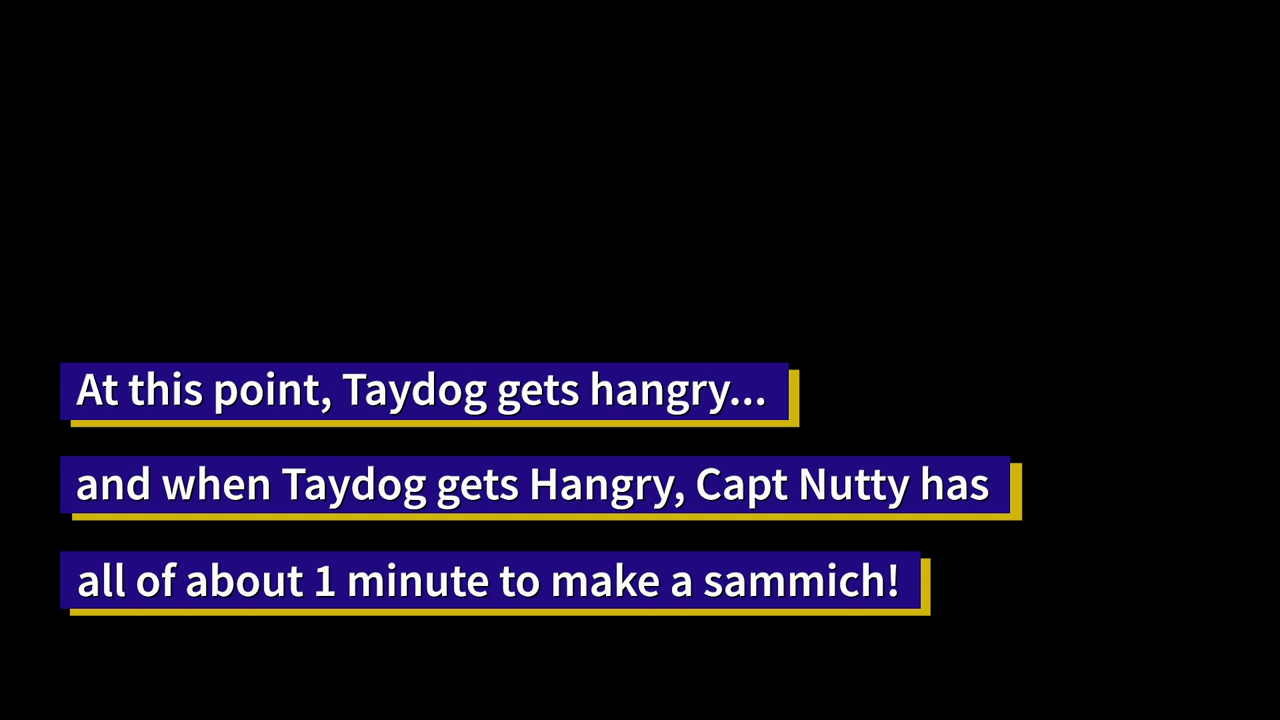 At this point, Taydog gets hangry...
and when Taydog gets Hangry, Capt Nutty has
all of about 1 minute to make a sammich!